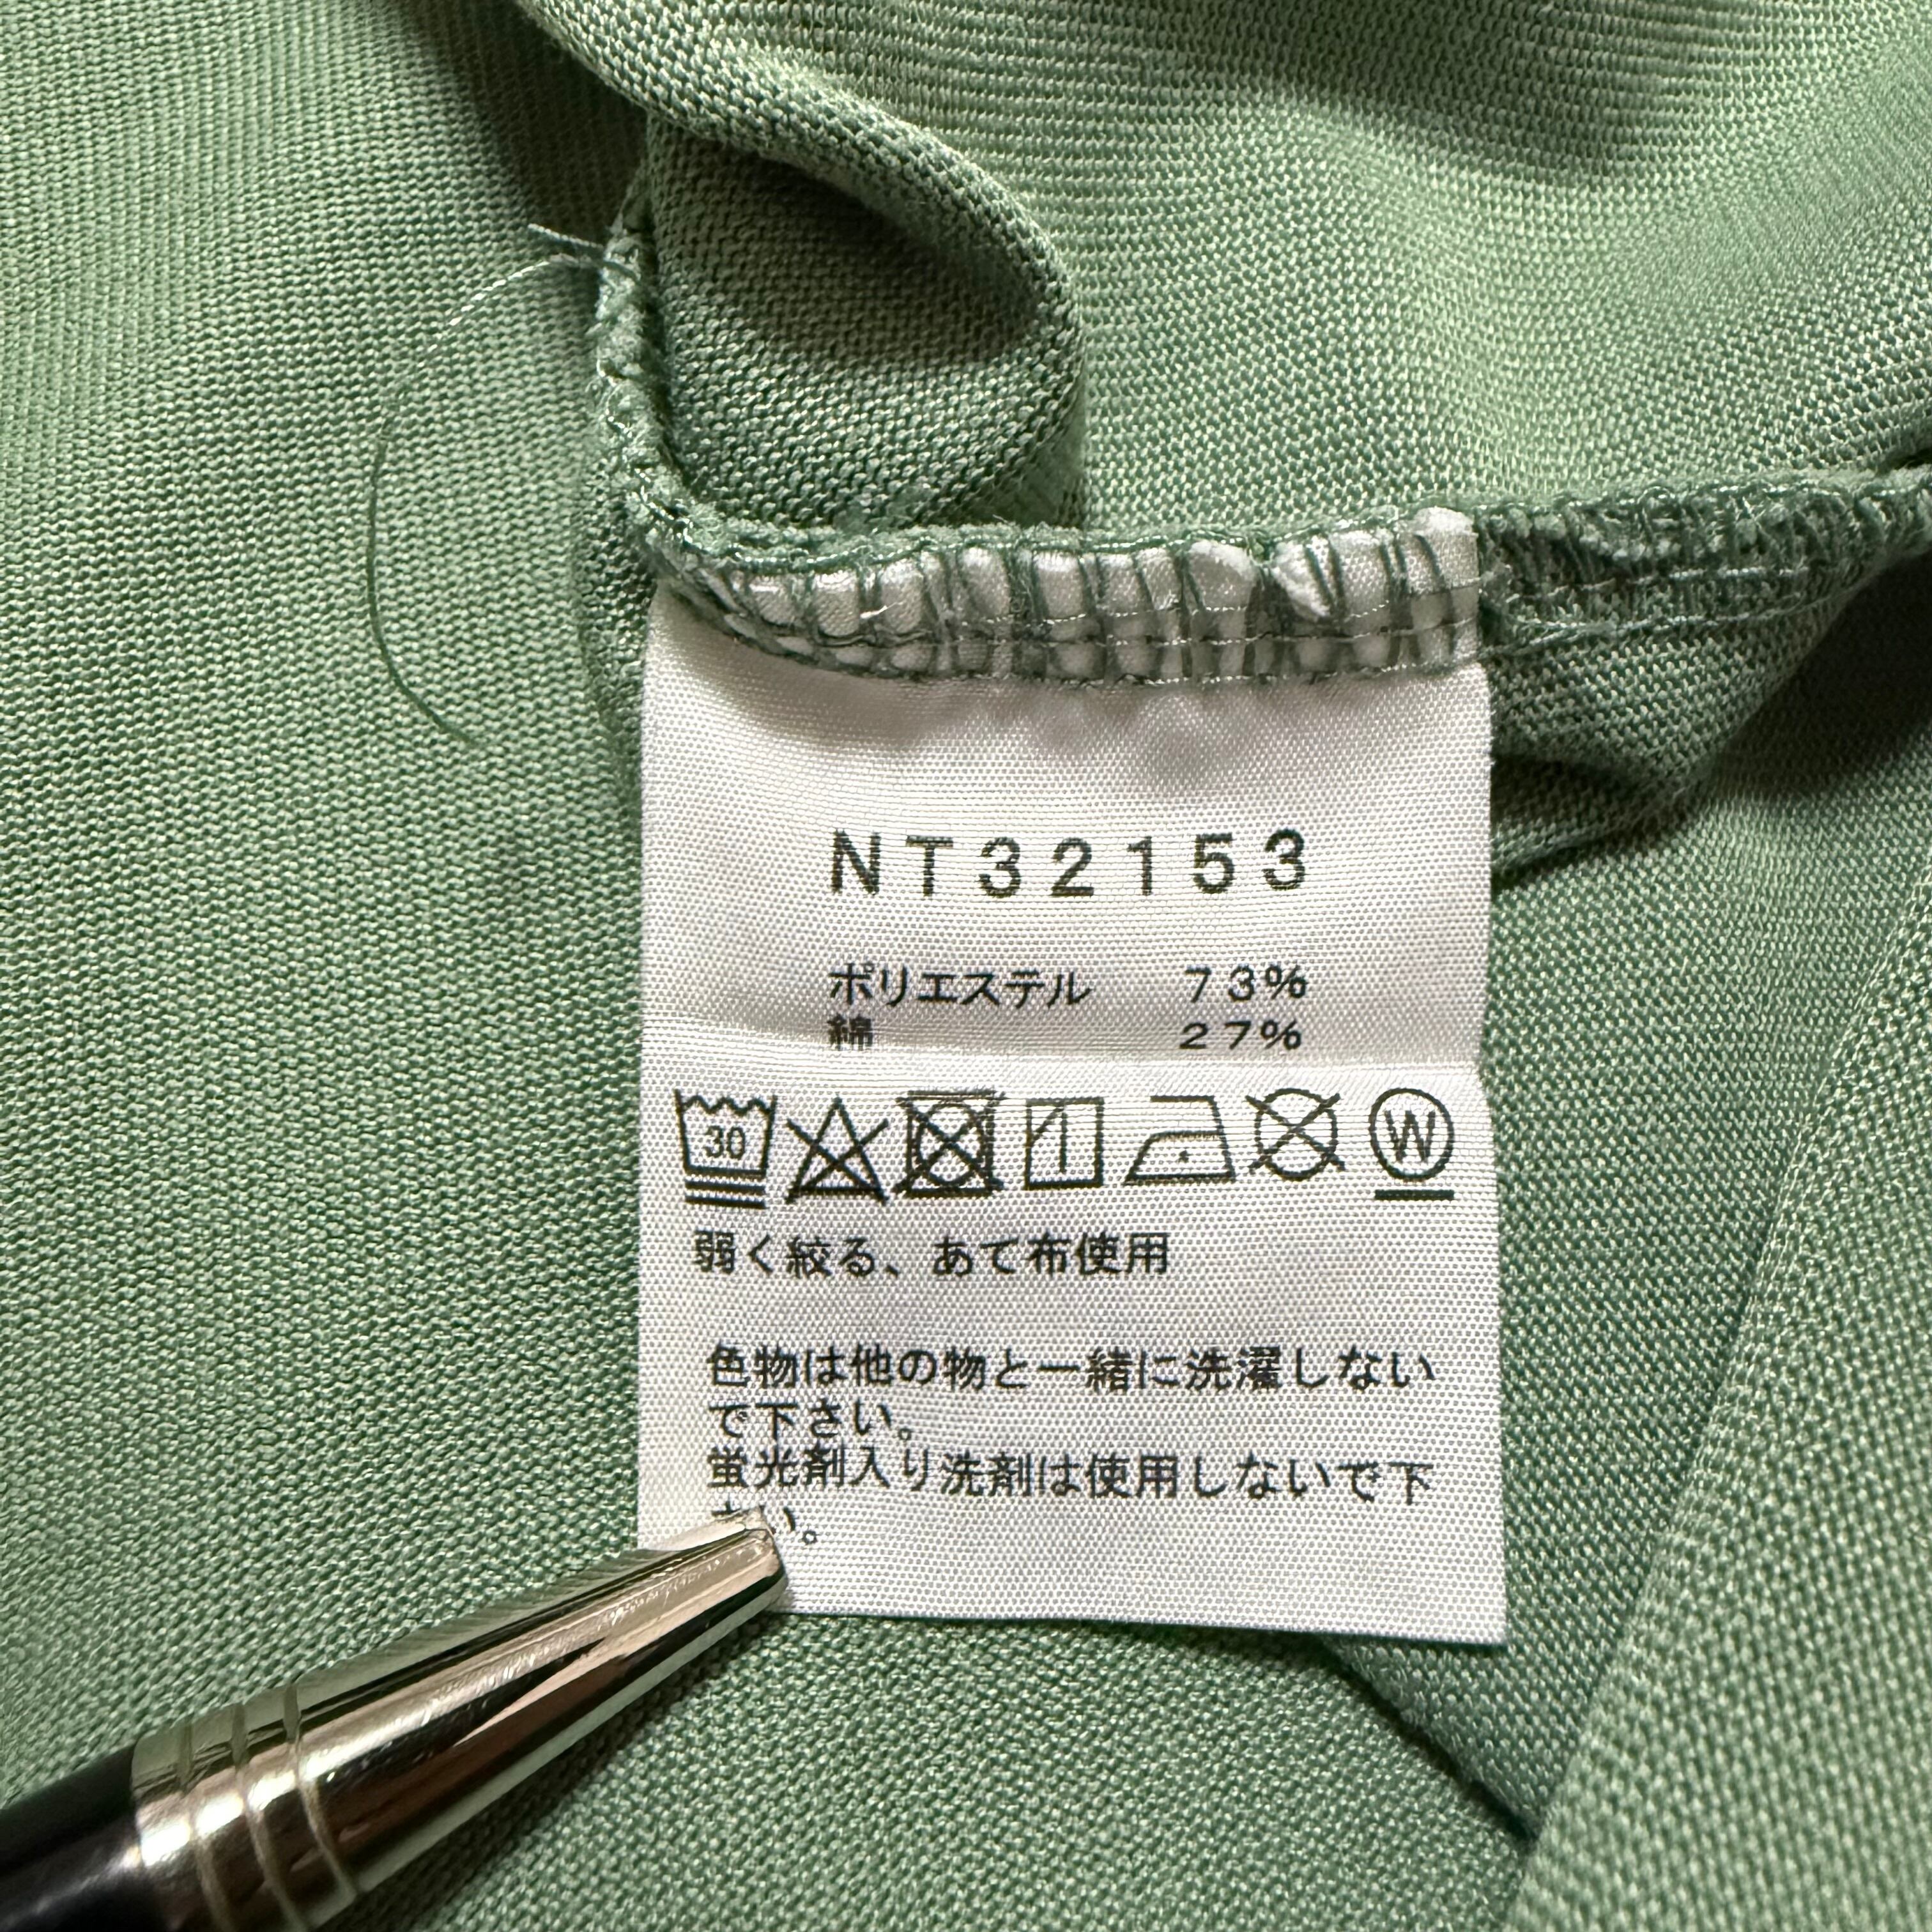 NT32153
ポリエステル 73%
綿 27%
30 W
弱く絞る、あて布使用
色物は他の物と一緒に洗濯しない
で下さい。
蛍光剤入り洗剤は使用しないで下
さい。